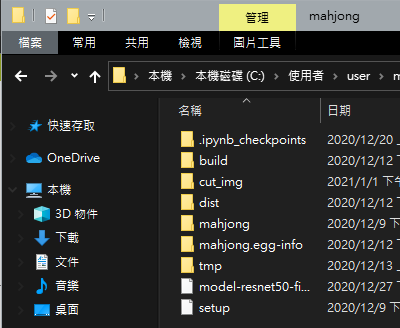 管理 mahjong
檔案 常用 共用 檢視 圖片工具
本機 本機磁碟 (C:) 使用者 user
名稱 日期
快速存取
OneDrive
本機
3D 物件
下載
文件
音樂
桌面
.ipynb_checkpoints 2020/12/20
build 2020/12/12 下
cut_img 2021/1/1 下午
dist 2020/12/12 下
mahjong 2020/12/9 下
mahjong.egg-info 2020/12/12 下
tmp 2020/12/13
model-resnet50-fi... 2020/12/27 下
setup 2020/12/9 下